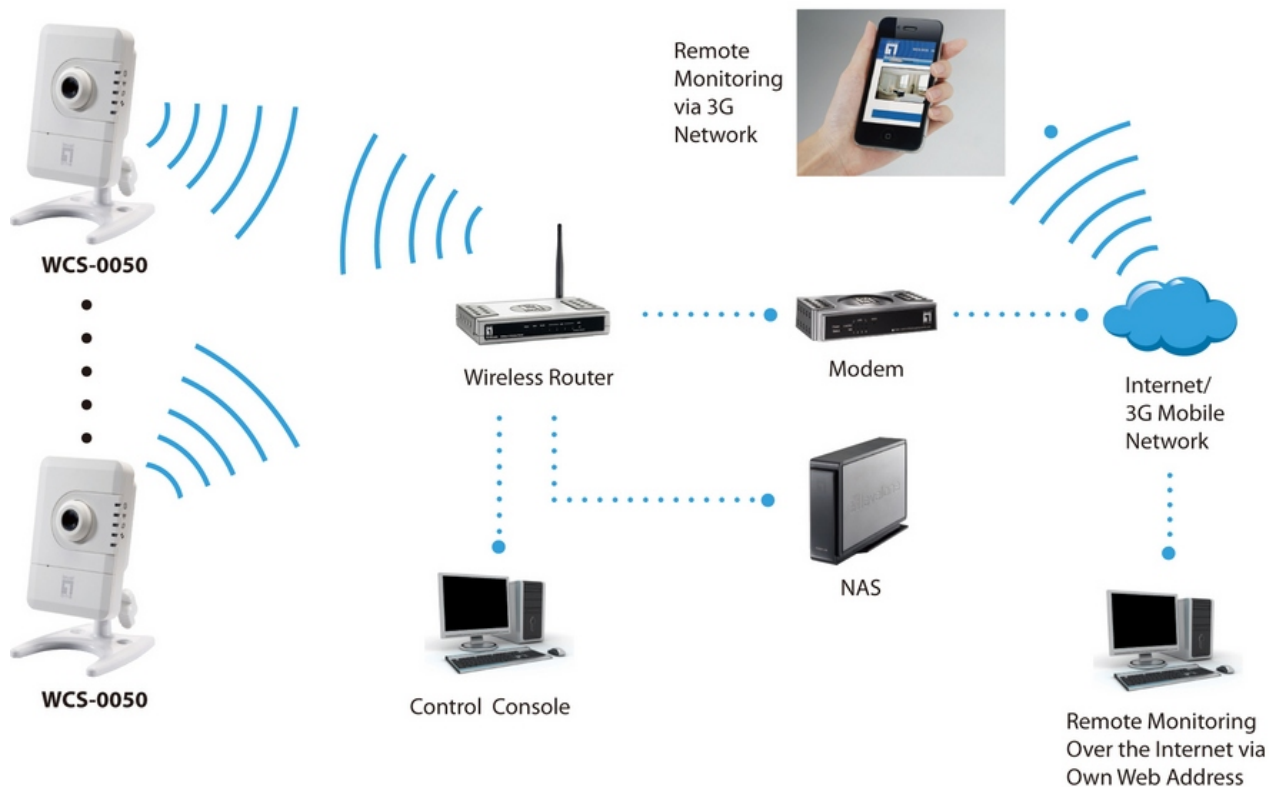 Remote
Monitoring
via 3G
Network
WCS-0050
Wireless Router
Modem
Internet/
3G Mobile
Network
NAS
WCS-0050
Control Console
Remote Monitoring
Over the Internet via
Own Web Address